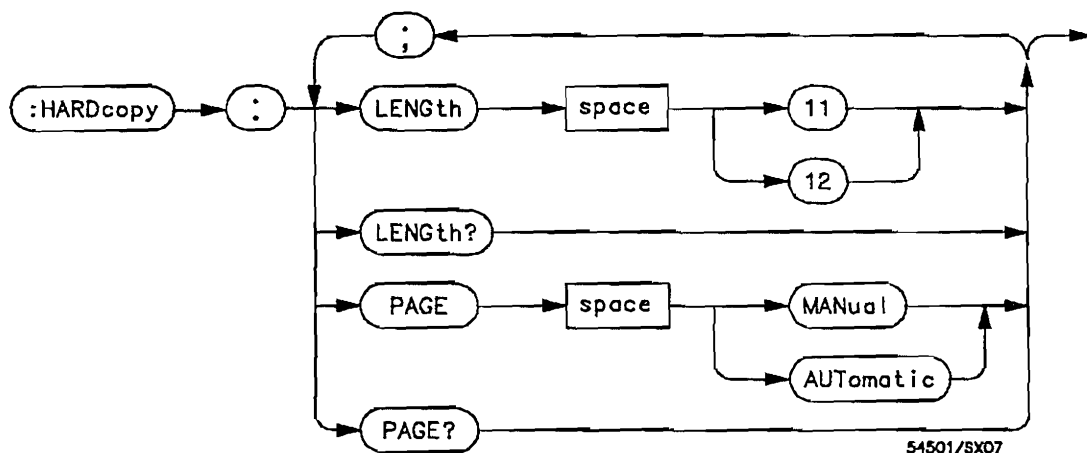 ;
:HARDcopy : LENGth space 11
12
LENGth?
PAGE space MANual
AUTomatic
PAGE?
54501/SX07